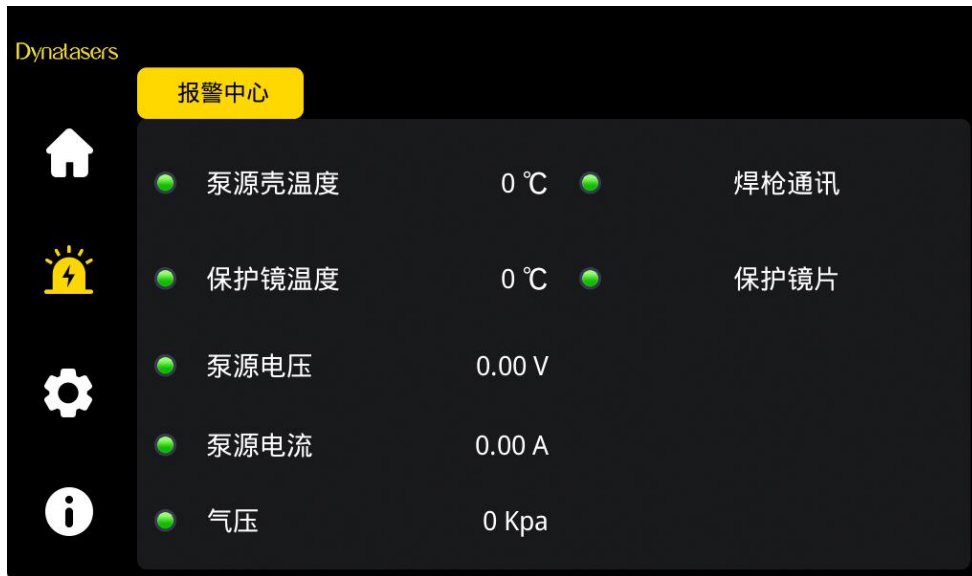 Dynalasers
报警中心
泵源壳温度 0 ℃ 焊枪通讯
保护镜温度 0 ℃ 保护镜片
泵源电压 0.00 V
泵源电流 0.00 A
气压 0 Kpa